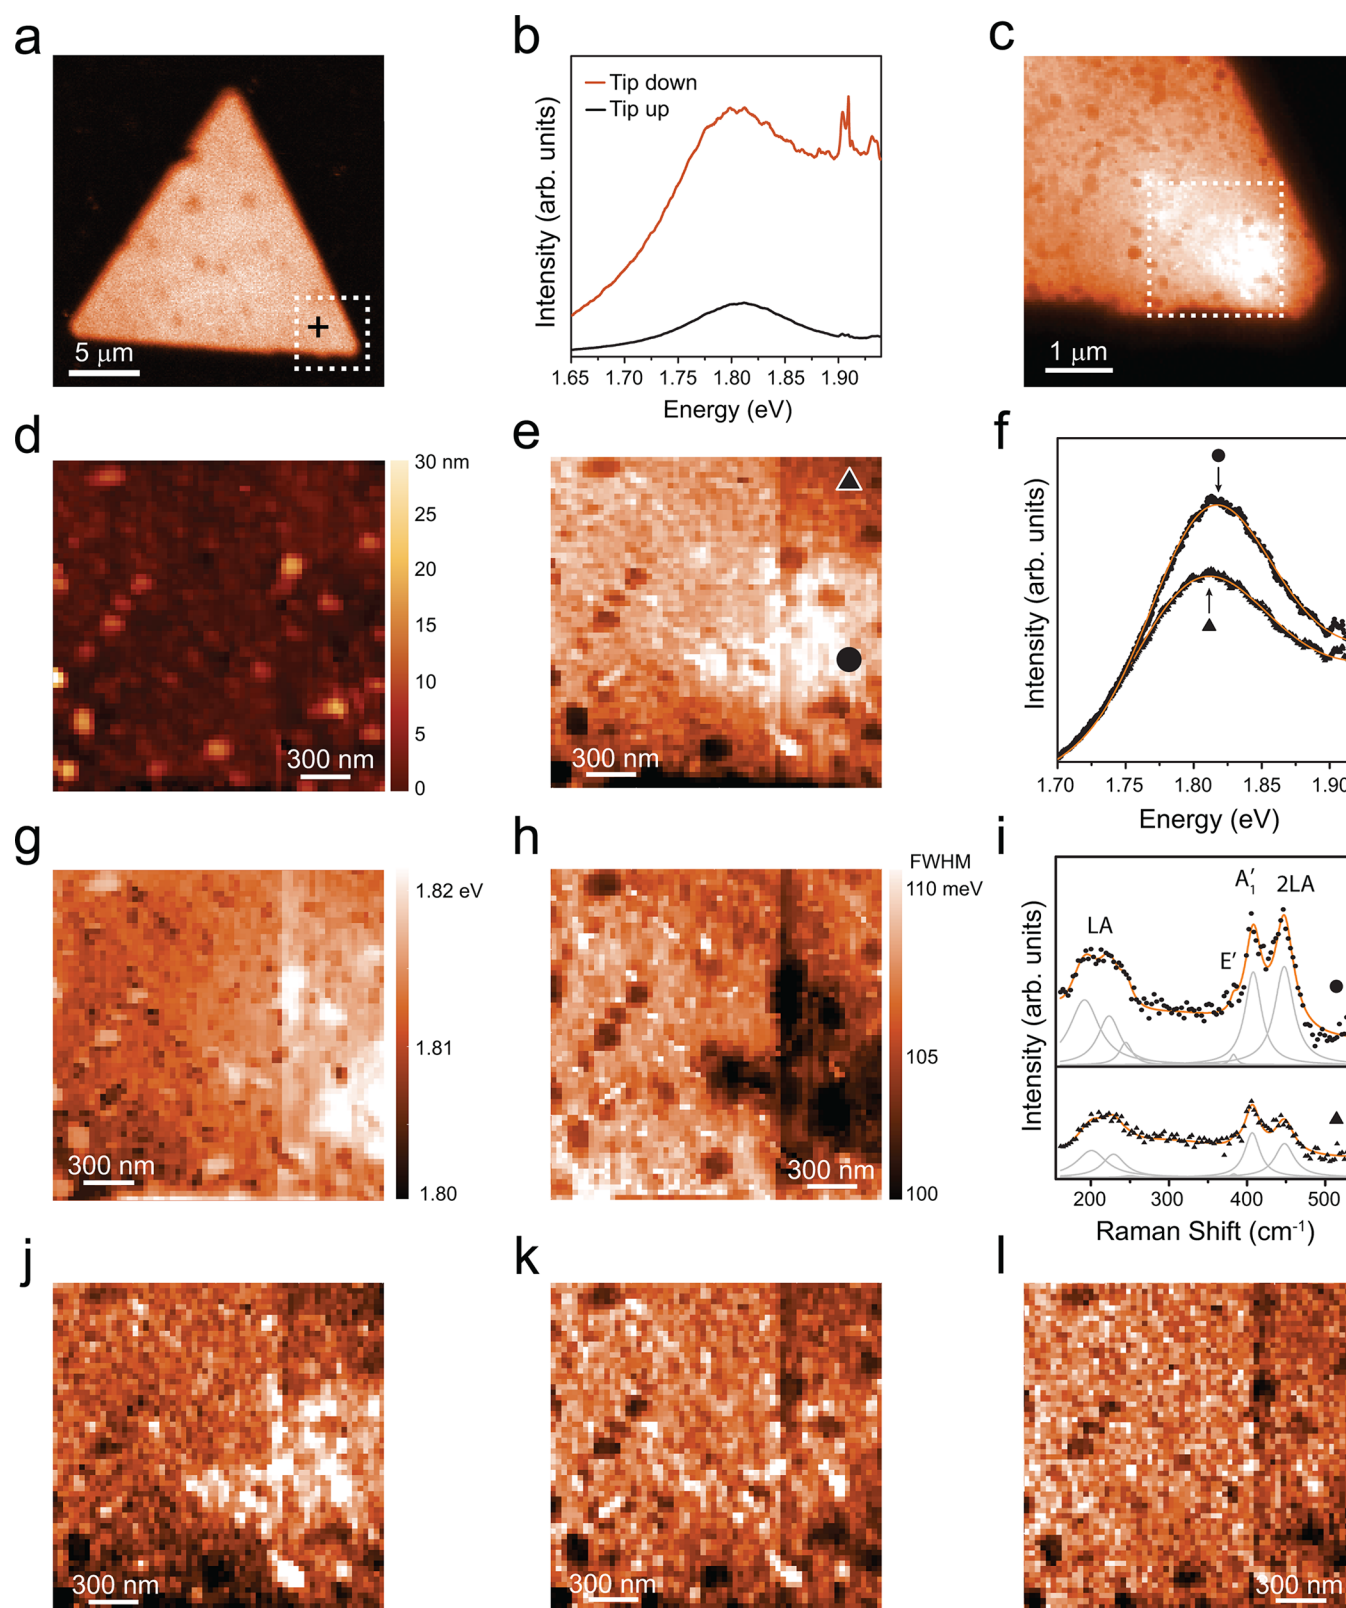 a
5 μm
b
Tip down
Tip up
Intensity (arb. units)
1.65 1.70 1.75 1.80 1.85 1.90
Energy (eV)
c
1 μm
d
30 nm
25
20
15
10
5
0
300 nm
e
300 nm
f
Intensity (arb. units)
1.70 1.75 1.80 1.85 1.90
Energy (eV)
g
1.82 eV
1.81
1.80
300 nm
h
FWHM
110 meV
105
100
300 nm
i
LA
E′
A′₁
2LA
Intensity (arb. units)
200 300 400 500
Raman Shift (cm⁻¹)
j
300 nm
k
300 nm
l
300 nm